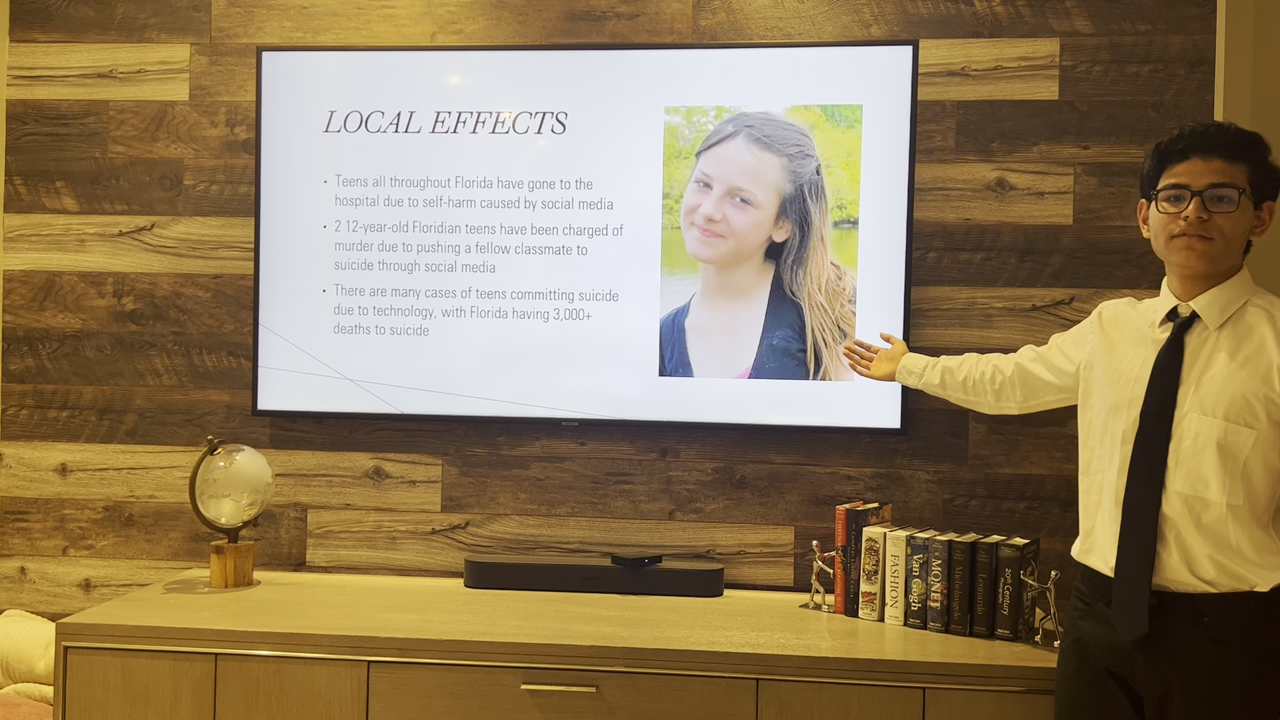 LOCAL EFFECTS
• Teens all throughout Florida have gone to the
hospital due to self-harm caused by social media
• 2 12-year-old Floridian teens have been charged of
murder due to pushing a fellow classmate to
suicide through social media
• There are many cases of teens committing suicide
due to technology, with Florida having 3,000+
deaths to suicide
FASHION
Van Gogh
MONET
Michelangelo
Leonardo
20th Century